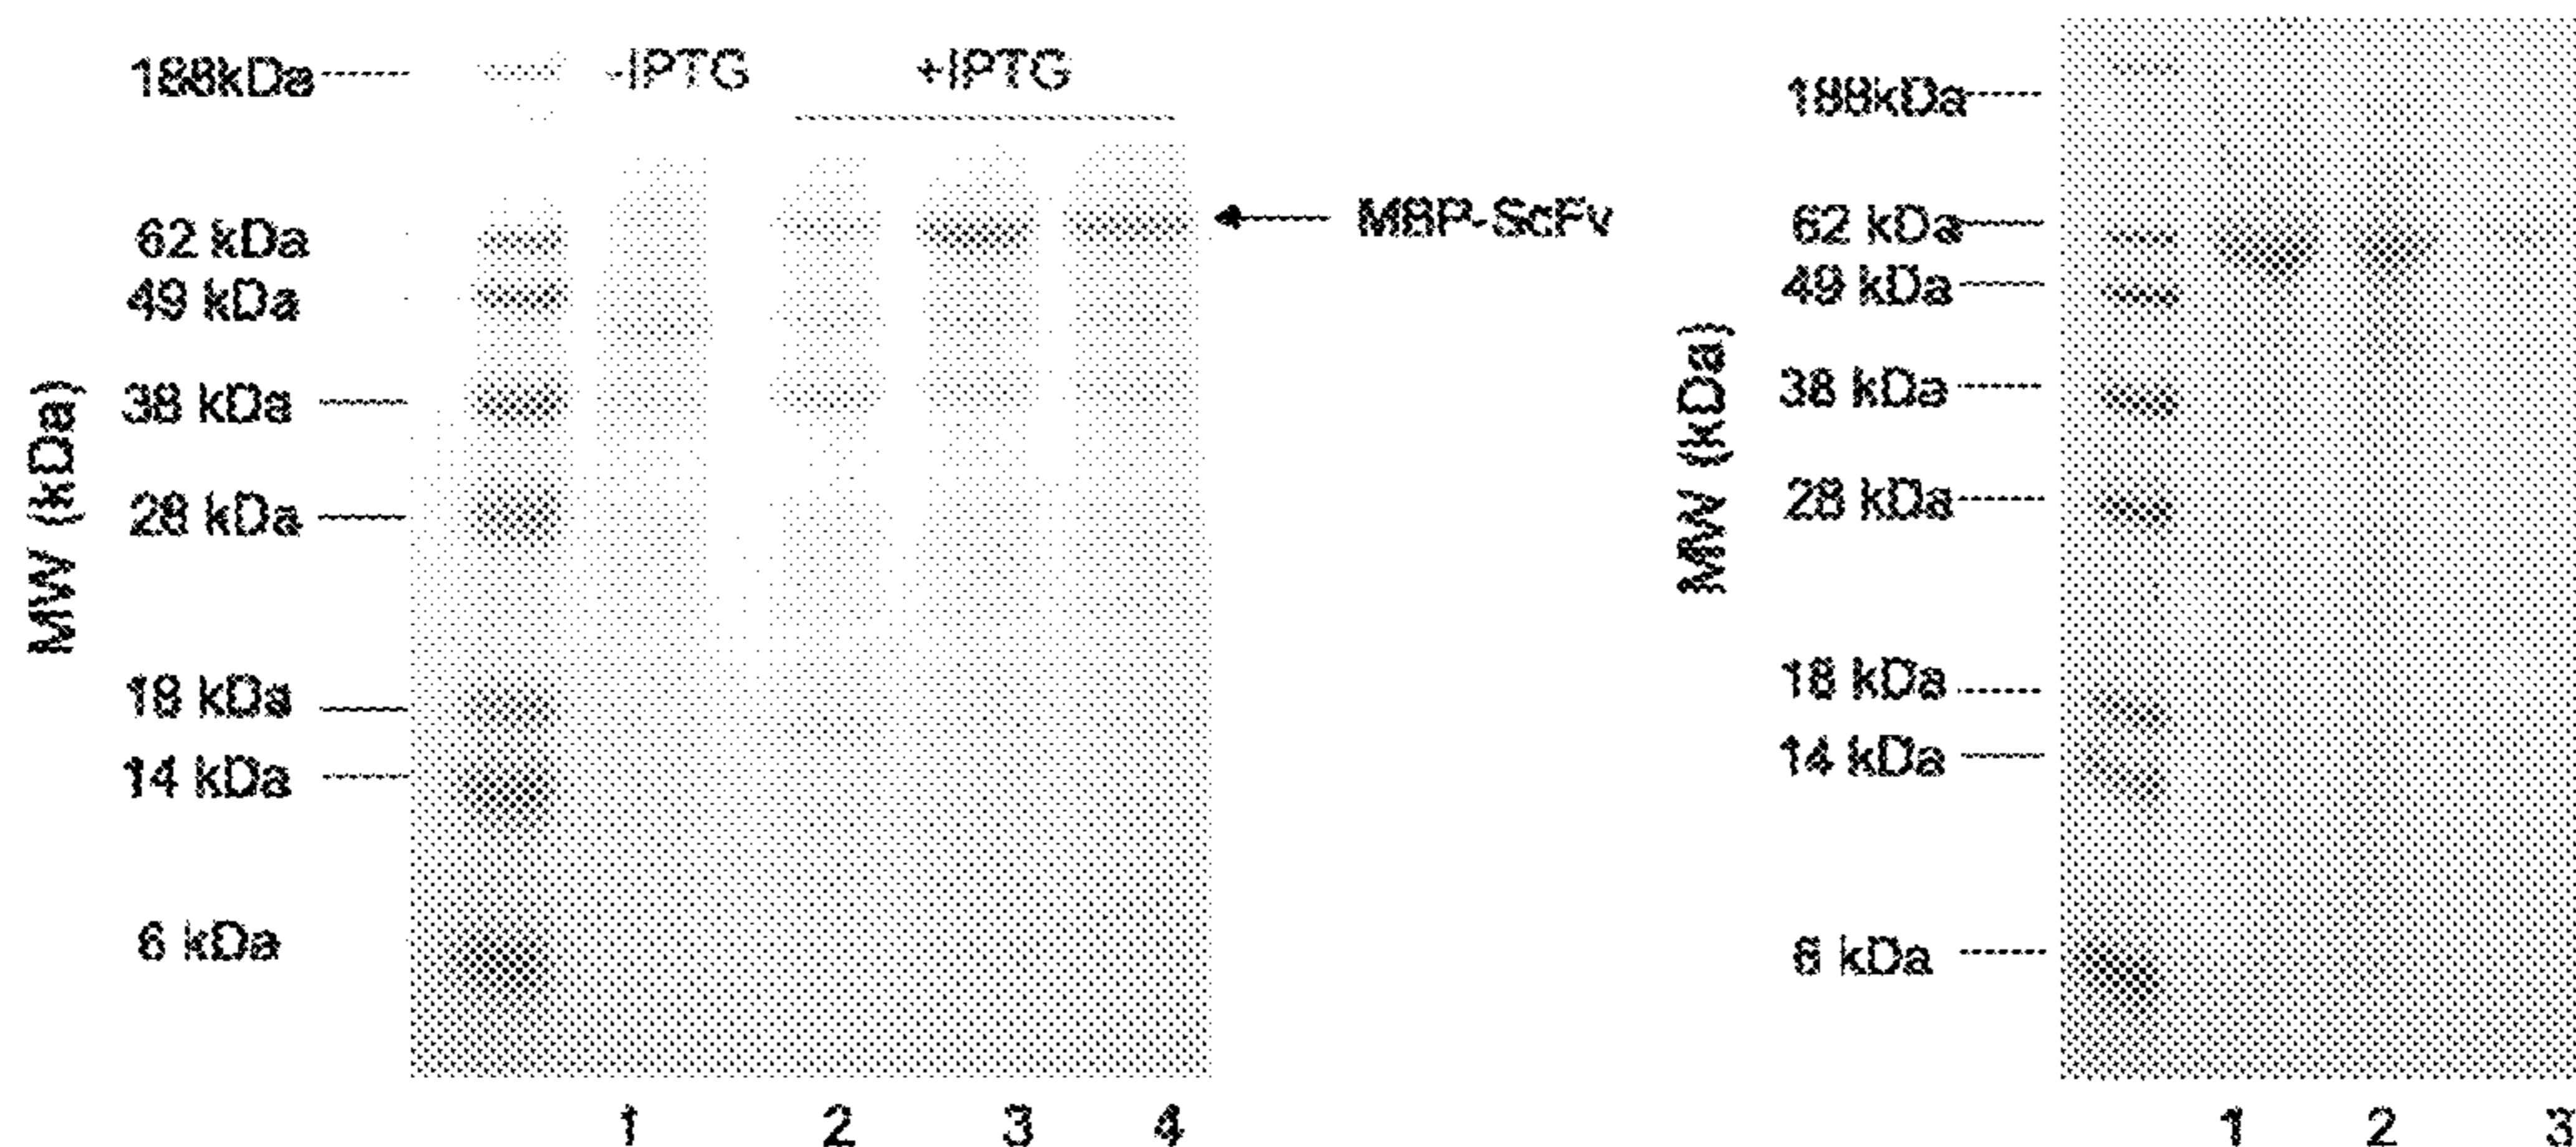 188kDa
-IPTG
+IPTG
62 kDa
49 kDa
38 kDa
28 kDa
18 kDa
14 kDa
6 kDa
MW (kDa)
MBP-ScFv
1 2 3 4
188kDa
62 kDa
49 kDa
38 kDa
28 kDa
18 kDa
14 kDa
6 kDa
MW (kDa)
1 2 3